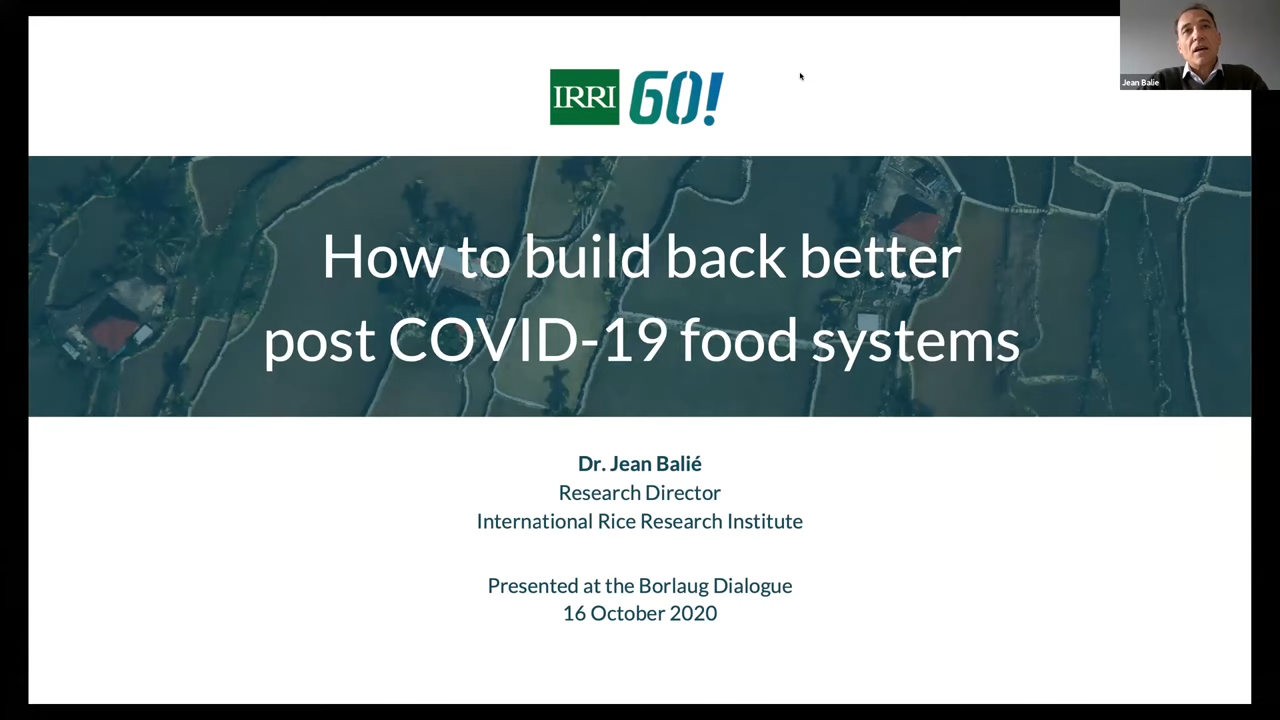 IRRI 60!
Jean Balie
How to build back better
post COVID-19 food systems
Dr. Jean Balié
Research Director
International Rice Research Institute
Presented at the Borlaug Dialogue
16 October 2020